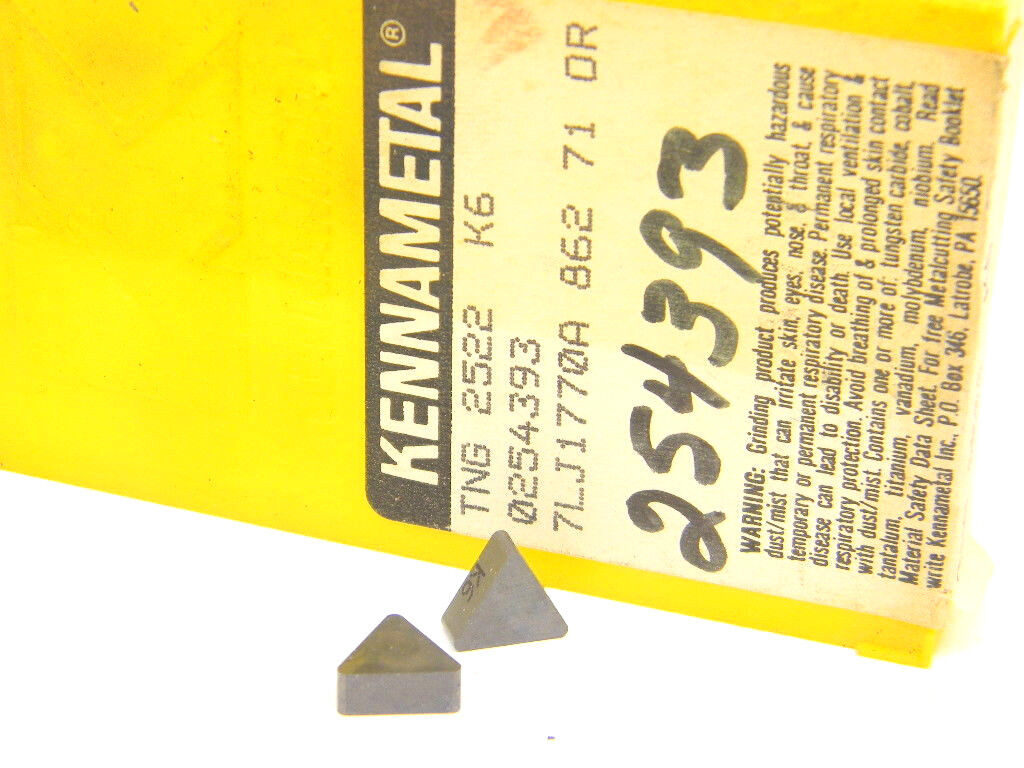 KENNAMETAL®
TNG 2522 K6
0254393
7LJ1770A 862 71 OR
254393
WARNING: Grinding product produces potentially hazardous
dust/mist that can irritate skin, eyes, nose, & throat, & cause
temporary or permanent respiratory disease. Permanent respiratory
disease can lead to disability or death. Use local ventilation &
respiratory protection. Avoid breathing of & prolonged skin contact
with dust/mist. Contains one or more of: tungsten carbide, cobalt,
tantalum, titanium, vanadium, molybdenum, niobium. Read
Material Safety Data Sheet. For free Metalcutting Safety Booklet
write Kennametal Inc., P.O. Box 346, Latrobe, PA 15650.
K6